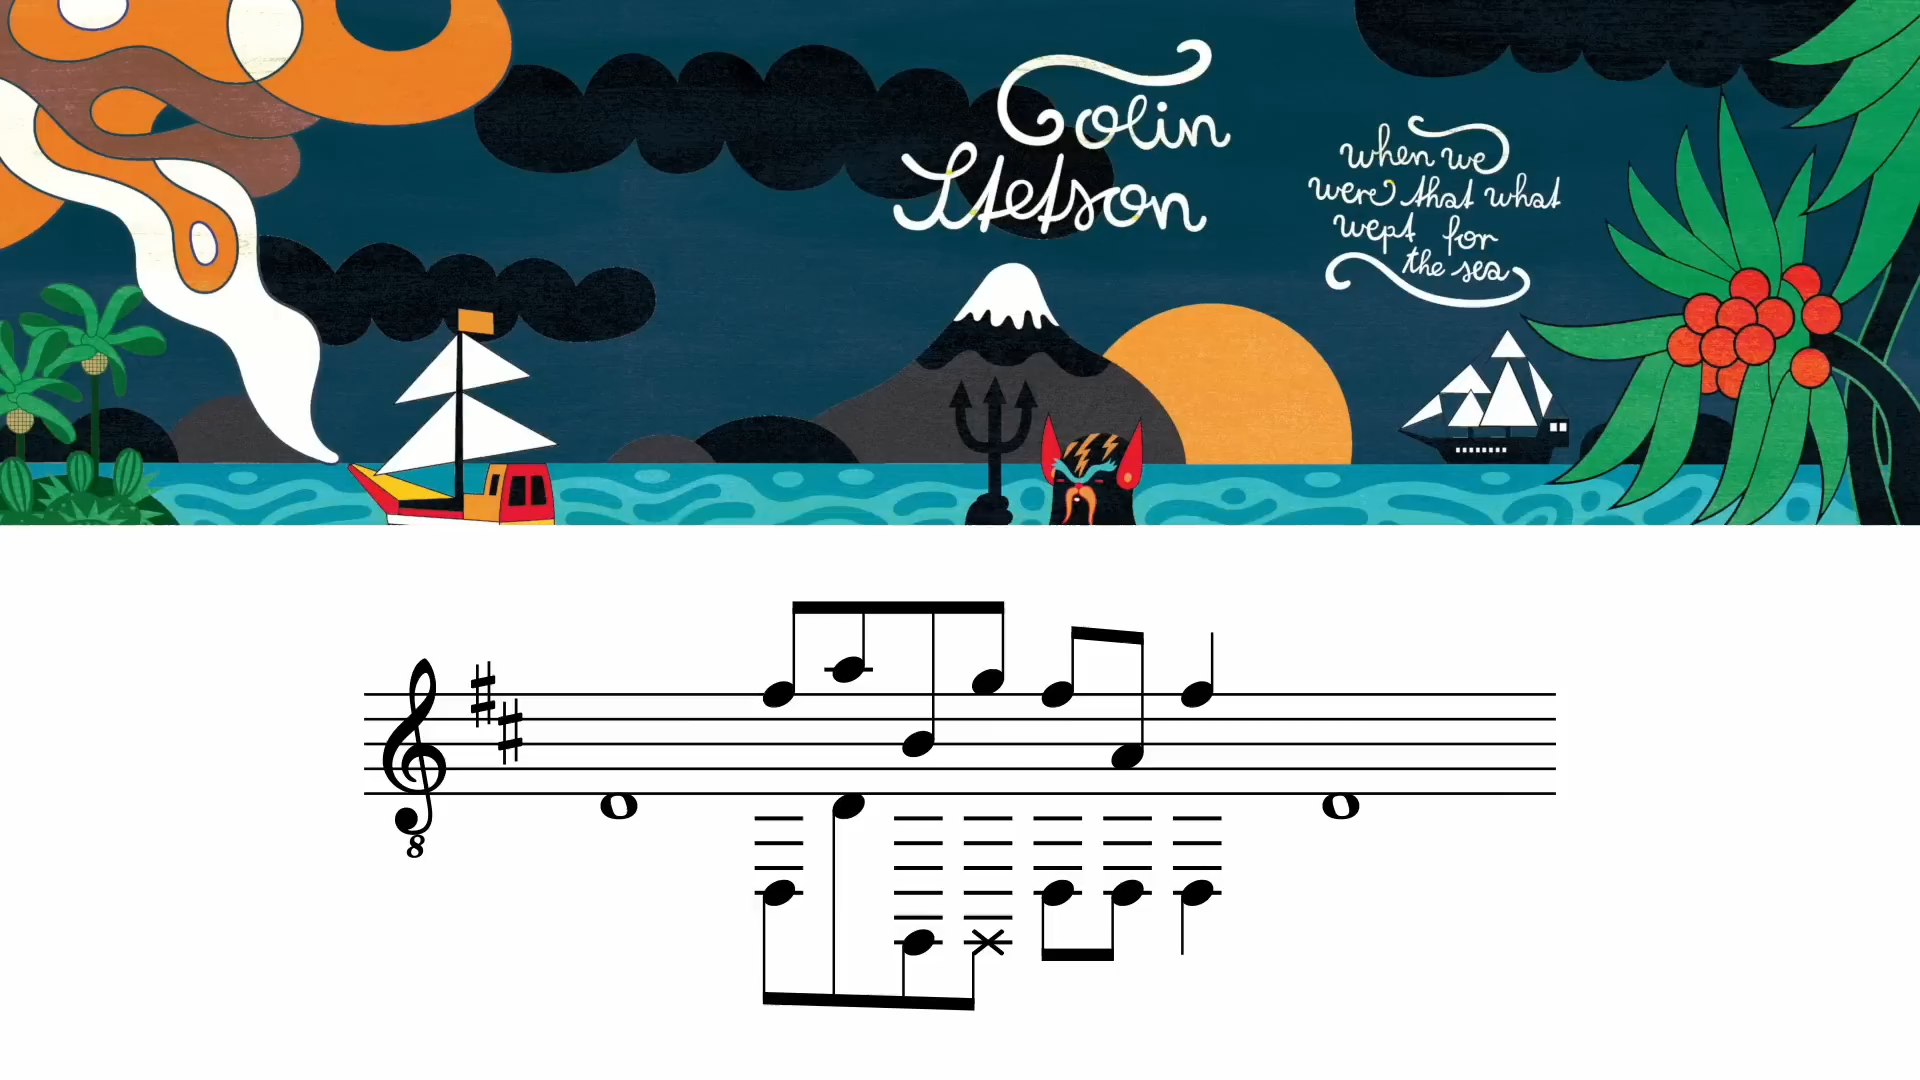 Colin
Stetson
when we
were that what
wept for
the sea
8